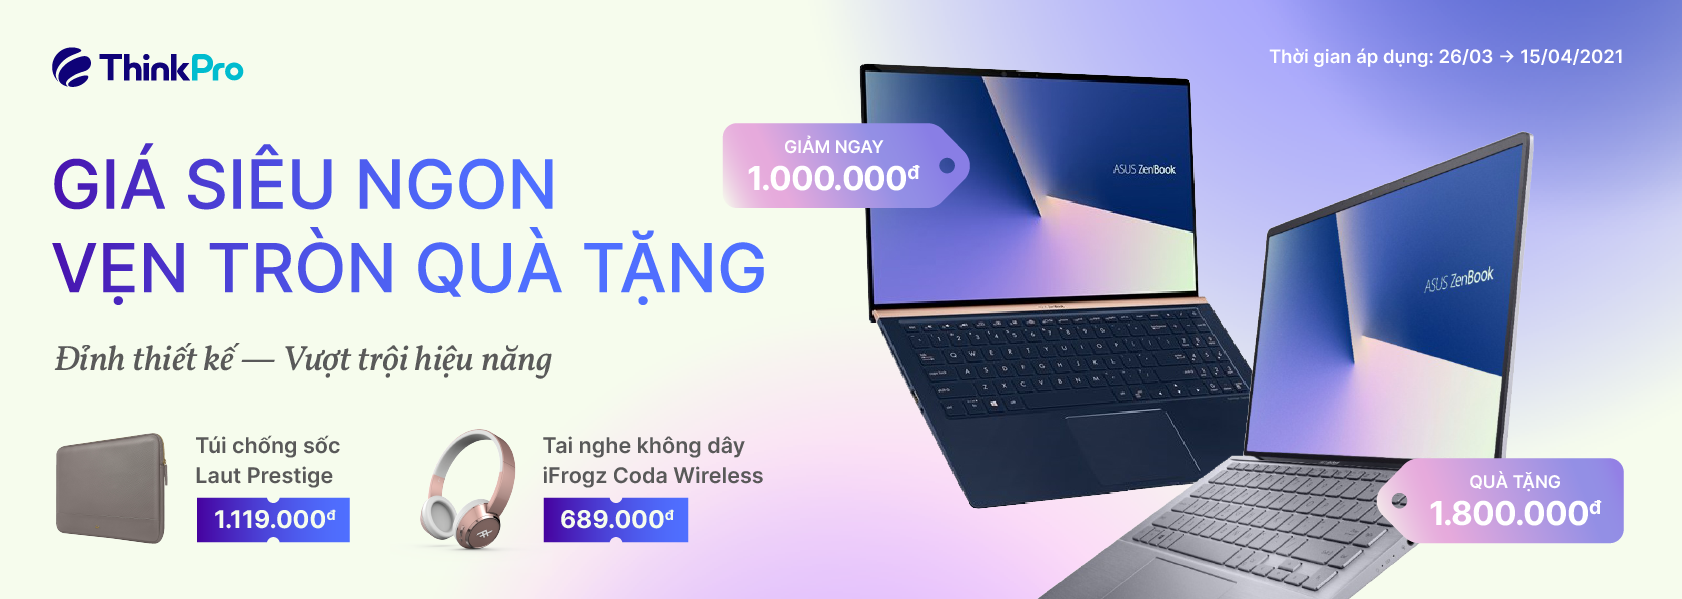 ThinkPro
Thời gian áp dụng: 26/03 → 15/04/2021
GIÁ SIÊU NGON
VẸN TRÒN QUÀ TẶNG
Đỉnh thiết kế — Vượt trội hiệu năng
Túi chống sốc
Laut Prestige
1.119.000đ
Tai nghe không dây
iFrogz Coda Wireless
689.000đ
GIẢM NGAY
1.000.000đ
ASUS ZenBook
ASUS ZenBook
QUÀ TẶNG
1.800.000đ